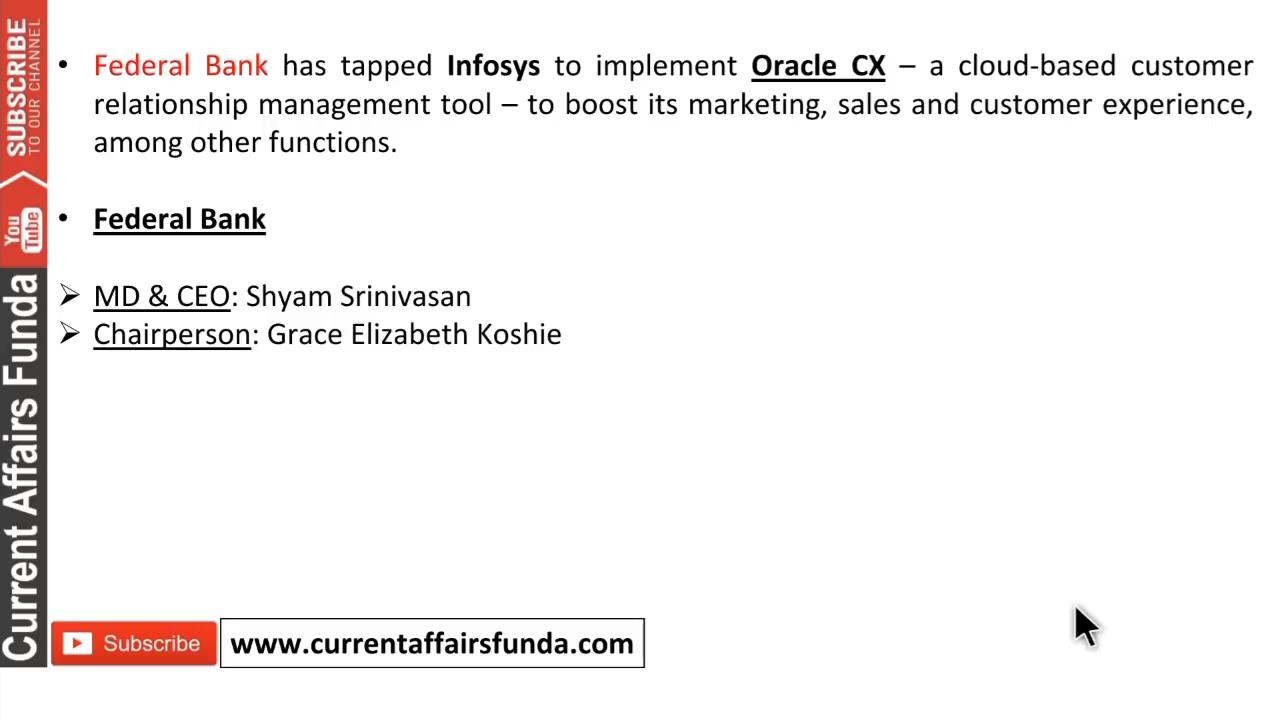 • Federal Bank has tapped Infosys to implement Oracle CX – a cloud-based customer
relationship management tool – to boost its marketing, sales and customer experience,
among other functions.
• Federal Bank
➢ MD & CEO: Shyam Srinivasan
➢ Chairperson: Grace Elizabeth Koshie
SUBSCRIBE
TO OUR CHANNEL
You
Tube
Current Affairs Funda
Subscribe
www.currentaffairsfunda.com